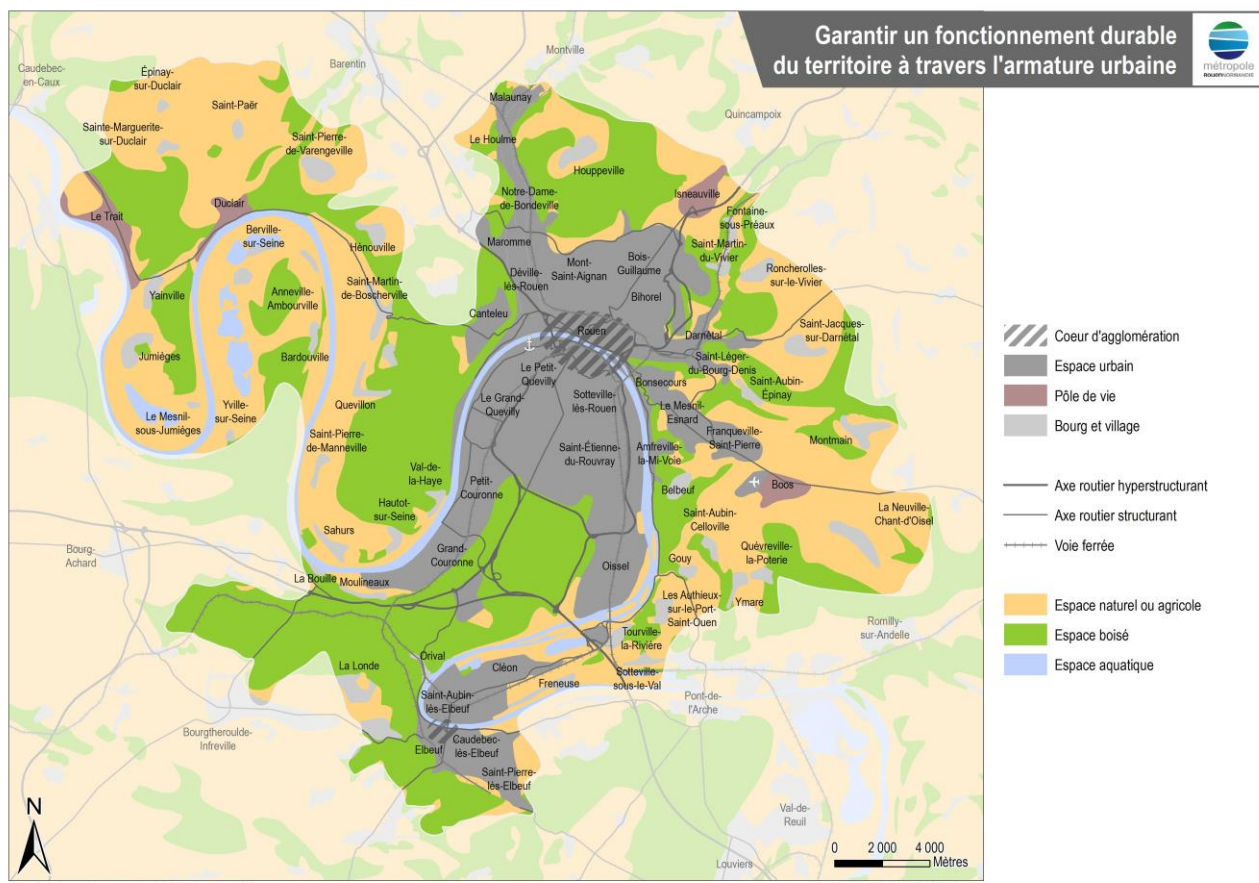 Garantir un fonctionnement durable
du territoire à travers l'armature urbaine
métropole
ROUENNORMANDIE
Caudebec-
en-Caux
Épinay-
sur-Duclair
Barentin
Montville
Saint-Paër
Malaunay
Quincampoix
Sainte-Marguerite-
sur-Duclair
Saint-Pierre-
de-Varengeville
Le Houlme
Houppeville
Isneauville
Notre-Dame-
de-Bondeville
Le Trait
Duclair
Fontaine-
sous-Préaux
Berville-
sur-Seine
Hénouville
Maromme
Mont-
Saint-Aignan
Bois-
Guillaume
Saint-Martin-
du-Vivier
Roncherolles-
sur-le-Vivier
Yainville
Anneville-
Ambourville
Saint-Martin-
de-Boscherville
Déville-
lès-Rouen
Bihorel
Canteleu
Rouen
Darnétal
Saint-Jacques-
sur-Darnétal
Jumièges
Bardouville
Le Petit-
Quevilly
Saint-Léger-
du-Bourg-Denis
Bonsecours
Saint-Aubin-
Épinay
Le Mesnil-
sous-Jumièges
Yville-
sur-Seine
Quevillon
Le Grand-
Quevilly
Sotteville-
lès-Rouen
Le Mesnil-
Esnard
Franqueville-
Saint-Pierre
Montmain
Saint-Pierre-
de-Manneville
Saint-Étienne-
du-Rouvray
Amfreville-
la-Mi-Voie
Val-de-
la-Haye
Petit-
Couronne
Belbeuf
Boos
Hautot-
sur-Seine
Saint-Aubin-
Celloville
La Neuville-
Chant-d'Oisel
Sahurs
Bourg-
Achard
Grand-
Couronne
Oissel
Gouy
Quévreville-
la-Poterie
La Bouille
Moulineaux
Les Authieux-
sur-le-Port-
Saint-Ouen
Ymare
Romilly-
sur-Andelle
Tourville-
la-Rivière
Orival
La Londe
Cléon
Freneuse
Sotteville-
sous-le-Val
Pont-de-
l'Arche
Saint-Aubin-
lès-Elbeuf
Bourgtheroulde-
Infreville
Elbeuf
Caudebec-
lès-Elbeuf
Saint-Pierre-
lès-Elbeuf
Val-de-
Reuil
Louviers
N
0 2 000 4 000
Mètres
Coeur d'agglomération
Espace urbain
Pôle de vie
Bourg et village
Axe routier hyperstructurant
Axe routier structurant
Voie ferrée
Espace naturel ou agricole
Espace boisé
Espace aquatique